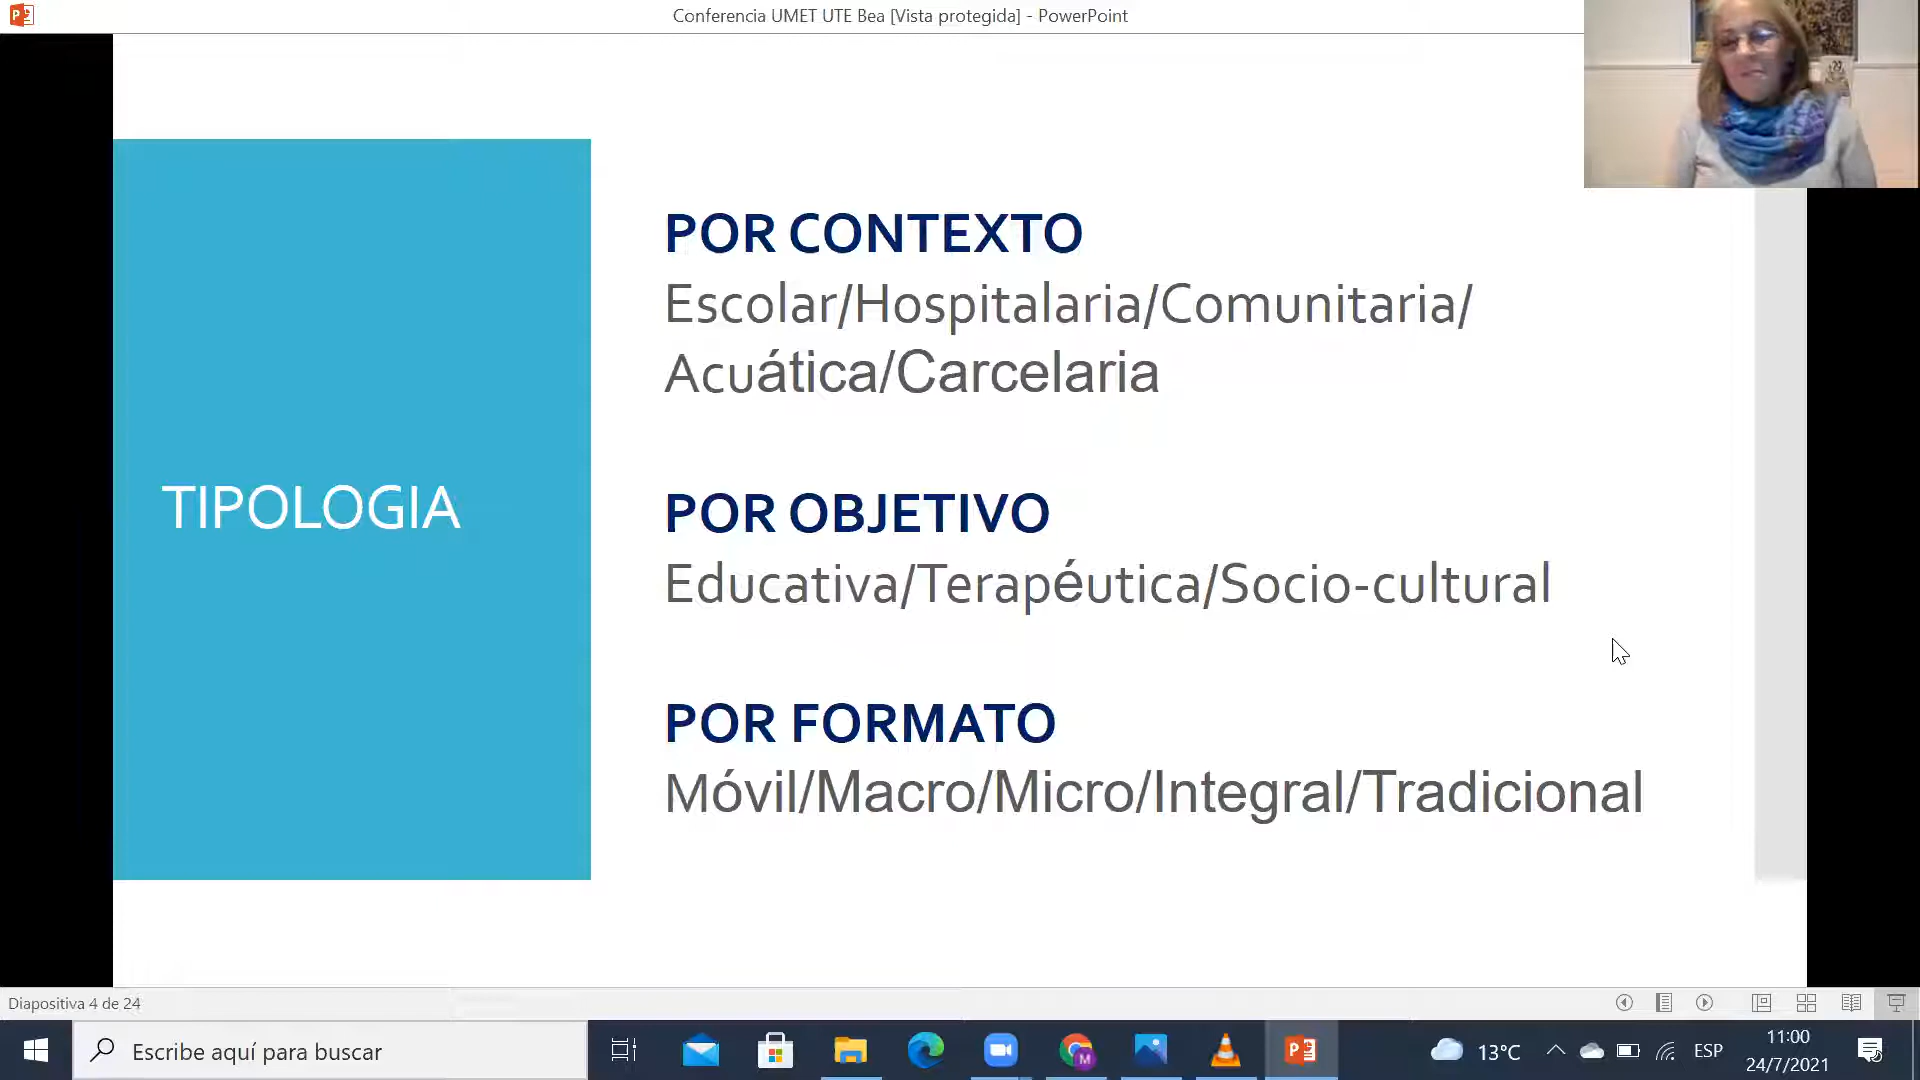 Conferencia UMET UTE Bea [Vista protegida] - PowerPoint
29
TIPOLOGIA
POR CONTEXTO
Escolar/Hospitalaria/Comunitaria/
Acuática/Carcelaria
POR OBJETIVO
Educativa/Terapéutica/Socio-cultural
POR FORMATO
Móvil/Macro/Micro/Integral/Tradicional
Diapositiva 4 de 24
Escribe aquí para buscar
13°C
ESP
11:00
24/7/2021